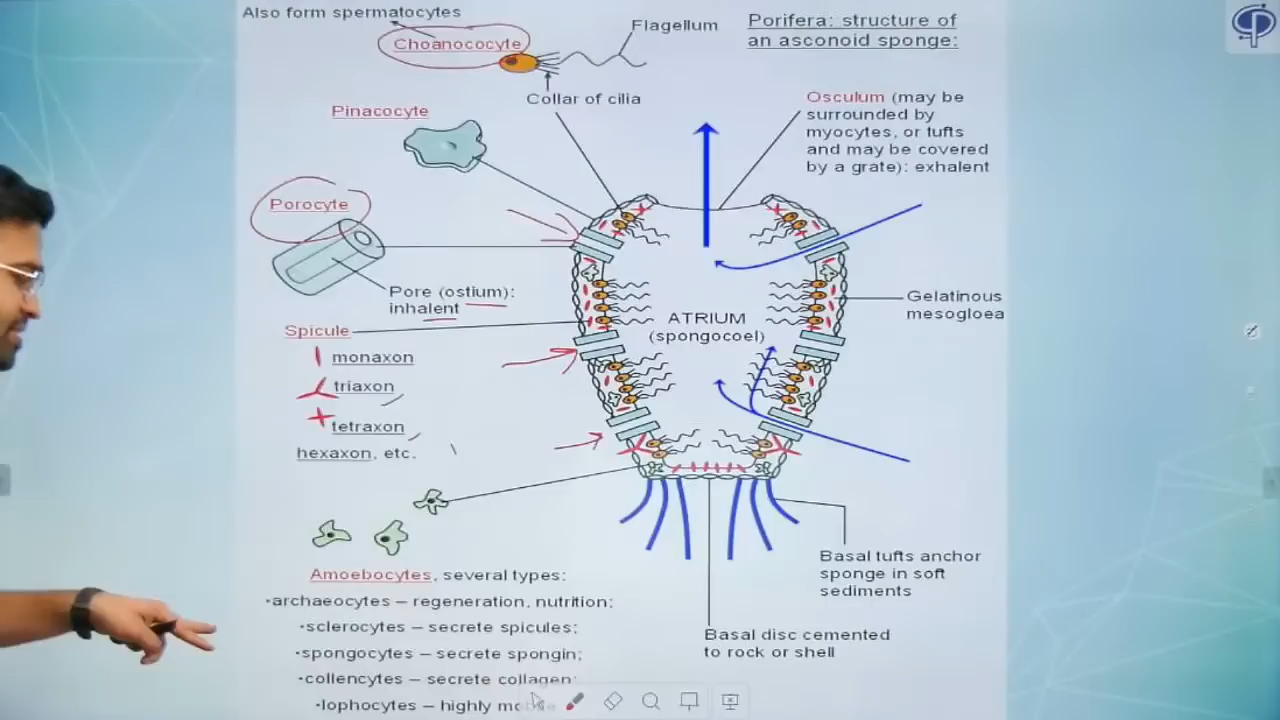 Also form spermatocytes
Choanococyte
Flagellum
Porifera: structure of
an asconoid sponge:
Collar of cilia
Pinacocyte
Osculum (may be
surrounded by
myocytes, or tufts
and may be covered
by a grate): exhalent
Porocyte
Pore (ostium):
inhalent
Gelatinous
mesogloea
ATRIUM
(spongocoel)
Spicule
monaxon
triaxon
tetraxon
hexaxon, etc.
Basal tufts anchor
sponge in soft
sediments
Amoebocytes, several types:
•archaeocytes – regeneration, nutrition;
•sclerocytes – secrete spicules;
•spongocytes – secrete spongin;
•collencytes – secrete collagen;
•lophocytes – highly
Basal disc cemented
to rock or shell